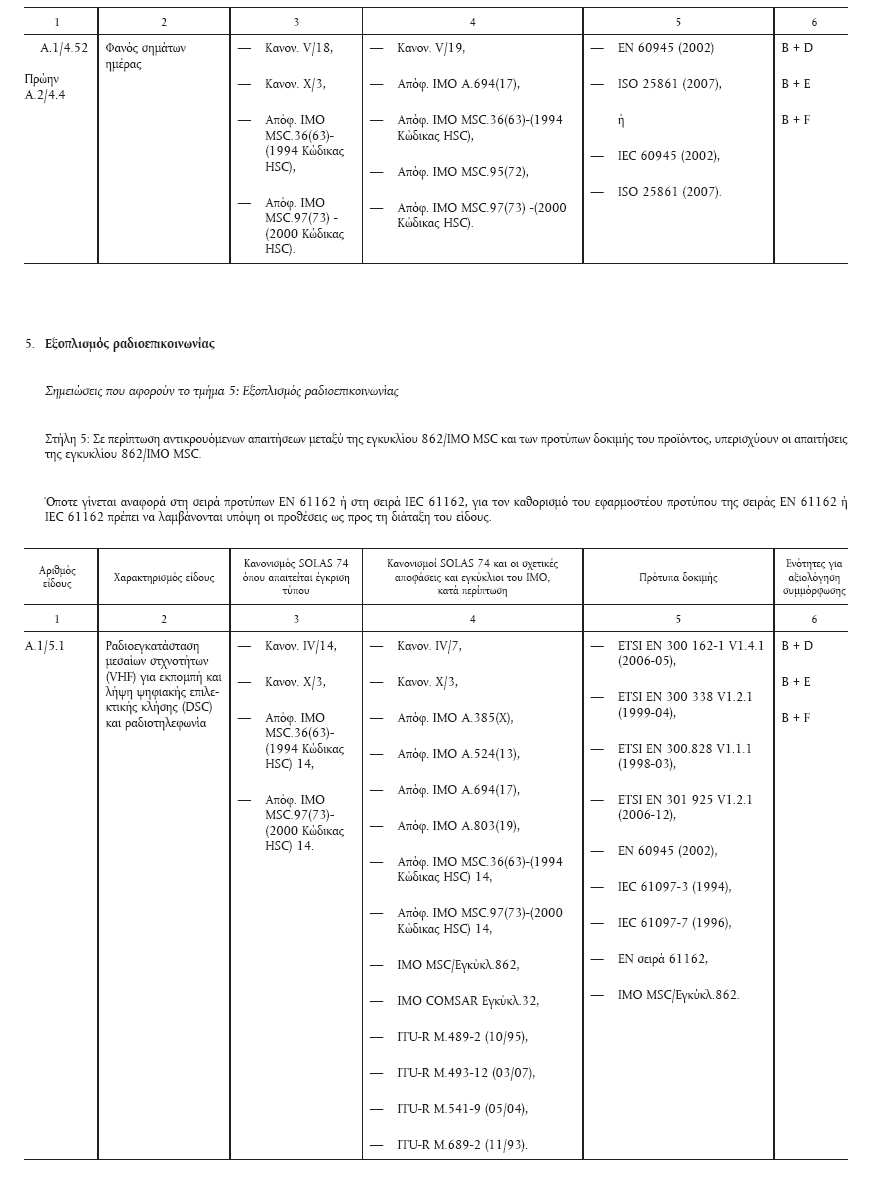 1 2 3 4 5 6
Α.1/4.52
Πρώην
Α.2/4.4
Φανός σημάτων
ημέρας
— Κανον. V/18,
— Κανον. X/3,
— Απόφ. IMO
MSC.36(63)-
(1994 Κώδικας
HSC),
— Απόφ. IMO
MSC.97(73) -
(2000 Κώδικας
HSC).
— Κανον. V/19,
— Απόφ. IMO A.694(17),
— Απόφ. IMO MSC.36(63)-(1994
Κώδικας HSC),
— Απόφ. IMO MSC.95(72),
— Απόφ. IMO MSC.97(73) -(2000
Κώδικας HSC).
— EN 60945 (2002)
— ISO 25861 (2007),
ή
— IEC 60945 (2002),
— ISO 25861 (2007).
B + D
B + E
B + F
5. Εξοπλισμός ραδιοεπικοινωνίας
Σημειώσεις που αφορούν το τμήμα 5: Εξοπλισμός ραδιοεπικοινωνίας
Στήλη 5: Σε περίπτωση αντικρουόμενων απαιτήσεων μεταξύ της εγκυκλίου 862/IMO MSC και των προτύπων δοκιμής του προϊόντος, υπερισχύουν οι απαιτήσεις
της εγκυκλίου 862/IMO MSC.
Όποτε γίνεται αναφορά στη σειρά προτύπων EN 61162 ή στη σειρά IEC 61162, για τον καθορισμό του εφαρμοστέου προτύπου της σειράς EN 61162 ή
IEC 61162 πρέπει να λαμβάνονται υπόψη οι προθέσεις ως προς τη διάταξη του είδους.
Αριθμός
είδους
Χαρακτηρισμός είδους
Κανονισμός SOLAS 74
όπου απαιτείται έγκριση
τύπου
Κανονισμοί SOLAS 74 και οι σχετικές
αποφάσεις και εγκύκλιοι του IMO,
κατά περίπτωση
Πρότυπα δοκιμής
Ενότητες για
αξιολόγηση
συμμόρφωσης
1 2 3 4 5 6
Α.1/5.1
Ραδιοεγκατάσταση
μεσαίων στχνοτήτων
(VHF) για εκπομπή και
λήψη ψηφιακής επιλε-
κτικής κλήσης (DSC)
και ραδιοτηλεφωνία
— Κανον. IV/14,
— Κανον. X/3,
— Απόφ. IMO
MSC.36(63)-
(1994 Κώδικας
HSC) 14,
— Απόφ. IMO
MSC.97(73)-
(2000 Κώδικας
HSC) 14.
— Κανον. IV/7,
— Κανον. X/3,
— Απόφ. IMO A.385(X),
— Απόφ. IMO A.524(13),
— Απόφ. IMO A.694(17),
— Απόφ. IMO A.803(19),
— Απόφ. IMO MSC.36(63)-(1994
Κώδικας HSC) 14,
— Απόφ. IMO MSC.97(73)-(2000
Κώδικας HSC) 14,
— IMO MSC/Εγκύκλ.862,
— IMO COMSAR Εγκύκλ.32,
— ITU-R M.489-2 (10/95),
— ITU-R M.493-12 (03/07),
— ITU-R M.541-9 (05/04),
— ITU-R M.689-2 (11/93).
— ETSI EN 300 162-1 V1.4.1
(2006-05),
— ETSI EN 300 338 V1.2.1
(1999-04),
— ETSI EN 300.828 V1.1.1
(1998-03),
— ETSI EN 301 925 V1.2.1
(2006-12),
— EN 60945 (2002),
— IEC 61097-3 (1994),
— IEC 61097-7 (1996),
— EN σειρά 61162,
— IMO MSC/Εγκύκλ.862.
B + D
B + E
B + F